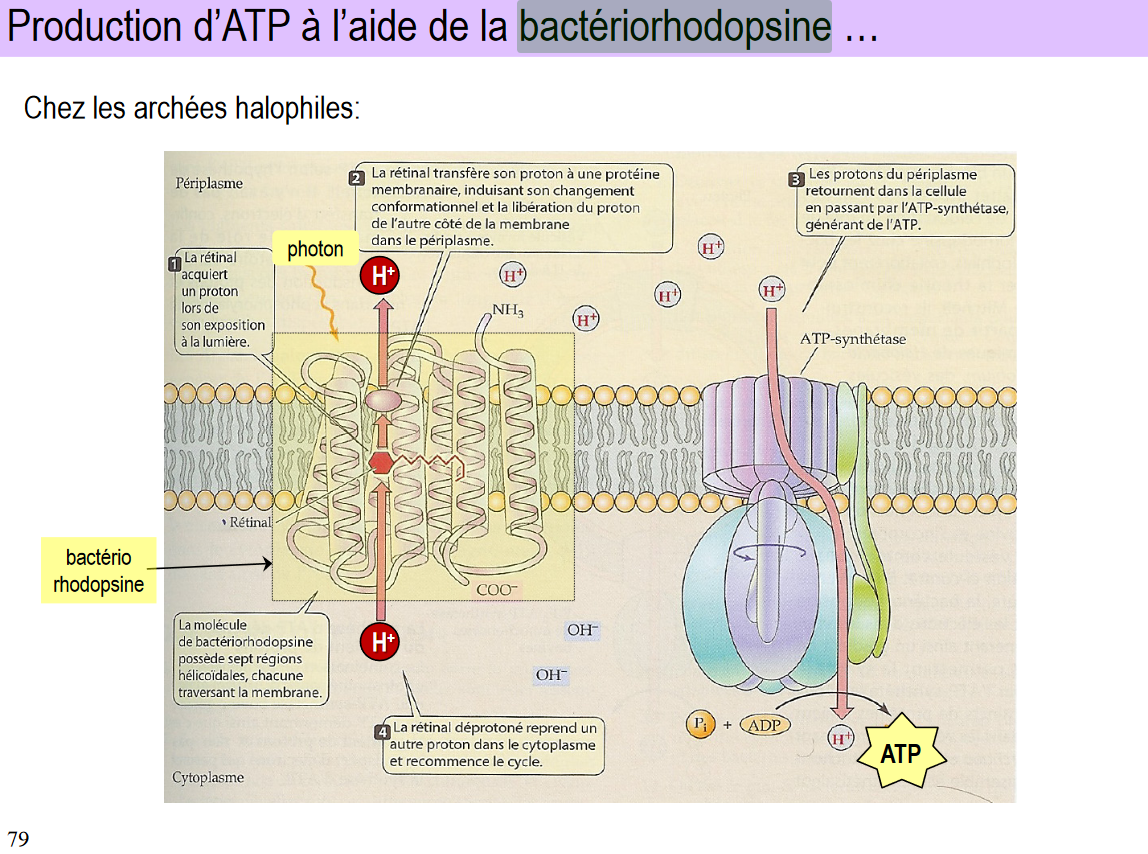 Production d’ATP à l’aide de la bactériorhodopsine …
Chez les archées halophiles:
Périplasme
2 La rétinal transfère son proton à une protéine
membranaire, induisant son changement
conformationnel et la libération du proton
de l’autre côté de la membrane
dans le périplasme.
3 Les protons du périplasme
retournent dans la cellule
en passant par l’ATP-synthétase,
générant de l’ATP.
photon
1 La rétinal
acquiert
un proton
lors de
son exposition
à la lumière.
H⁺
H⁺
H⁺
H⁺
H⁺
H⁺
NH₃
ATP-synthétase
Rétinal
bactério
rhodopsine
COO⁻
La molécule
de bactériorhodopsine
possède sept régions
hélicoïdales, chacune
traversant la membrane.
H⁺
OH⁻
OH⁻
4 La rétinal déprotoné reprend un
autre proton dans le cytoplasme
et recommence le cycle.
Pi + ADP
H⁺
ATP
Cytoplasme
79